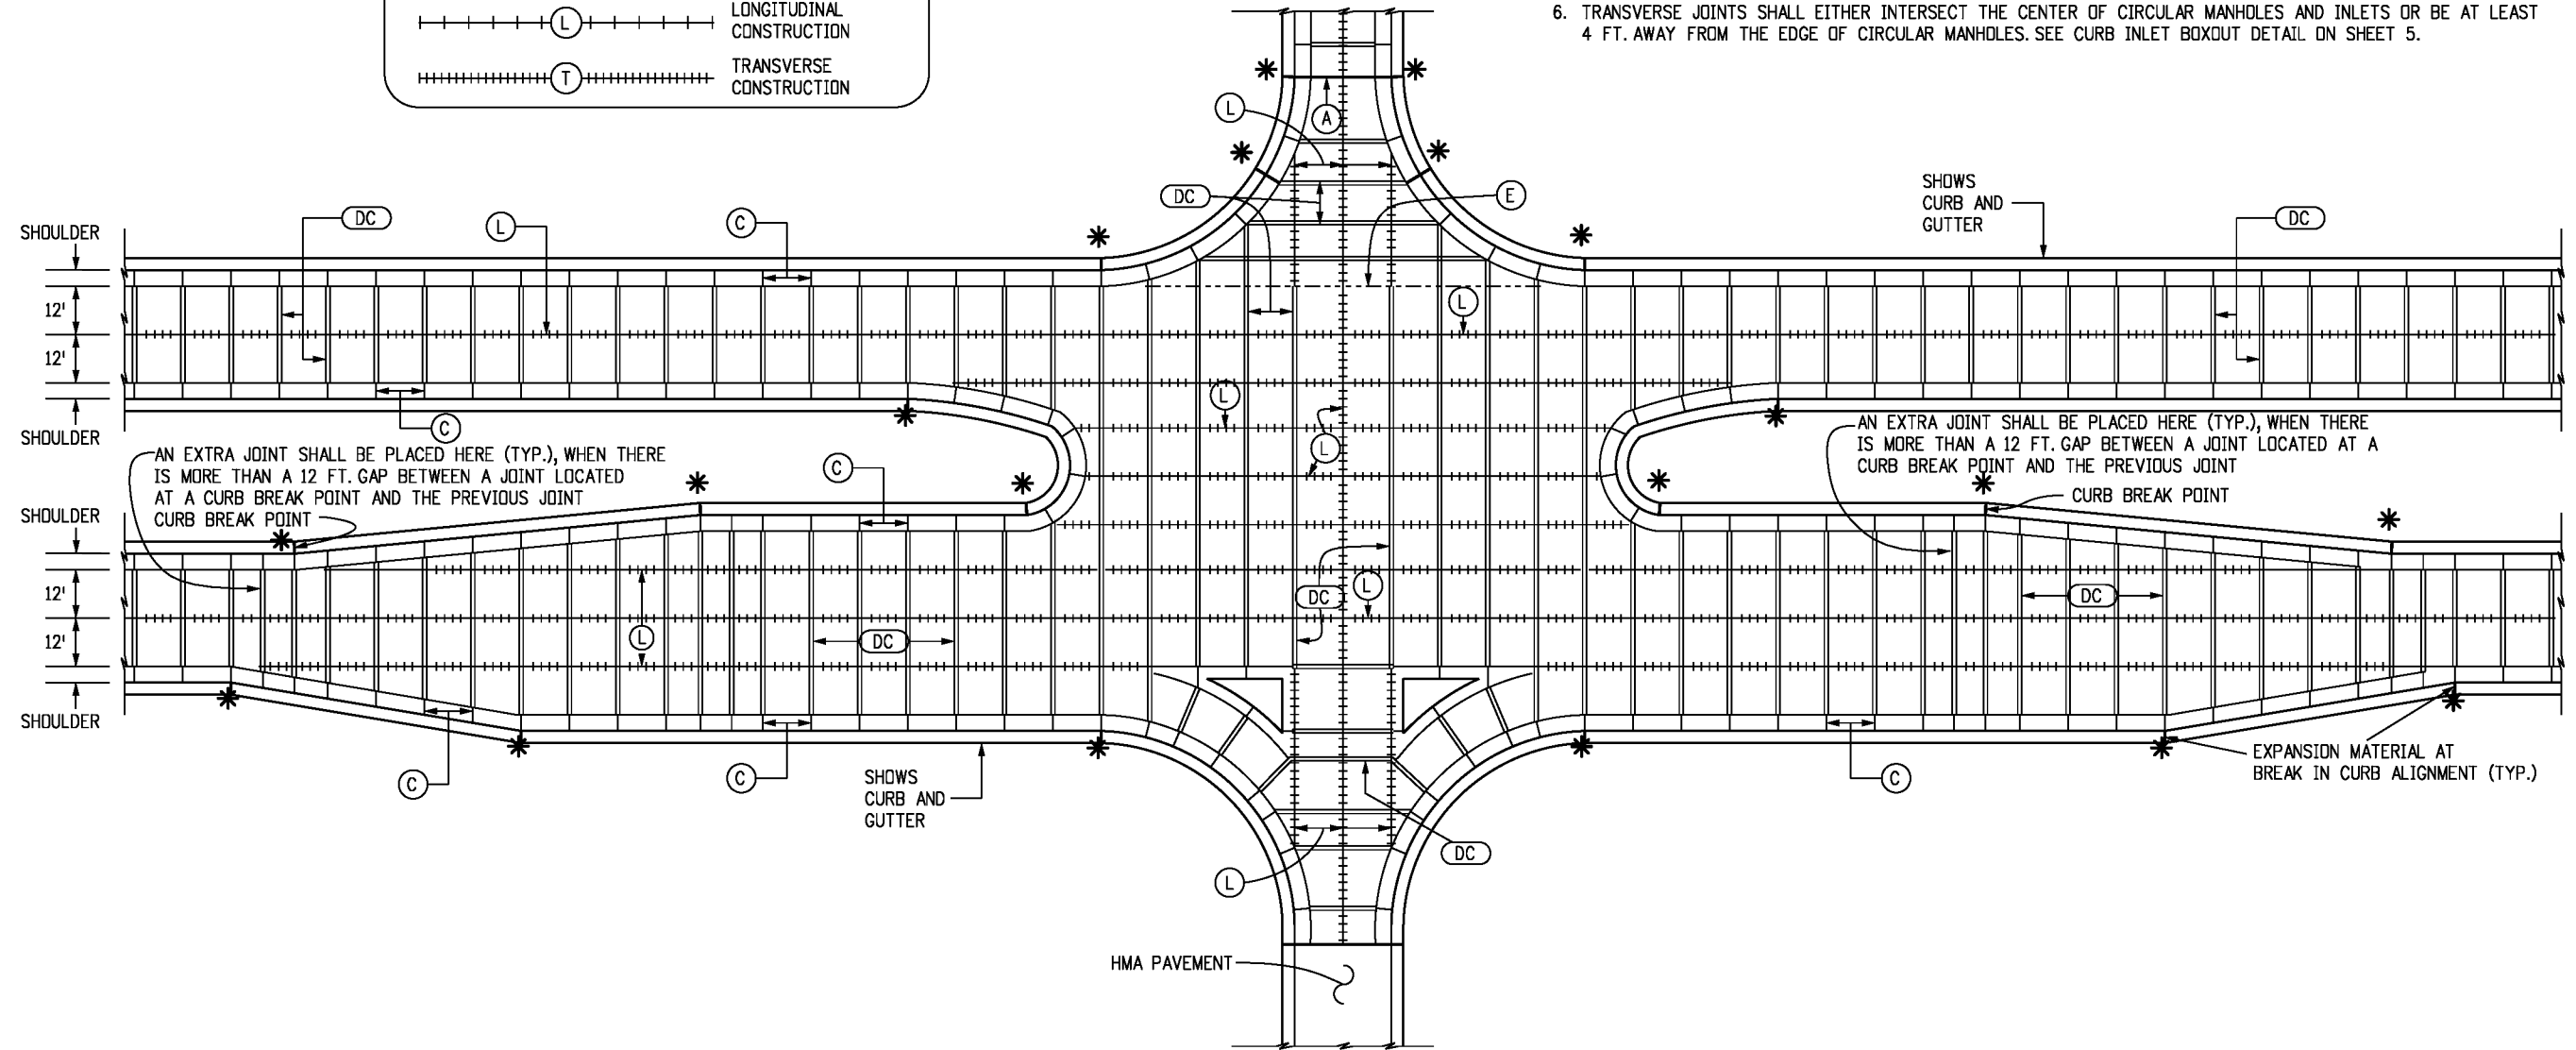 LONGITUDINAL
CONSTRUCTION
L
TRANSVERSE
CONSTRUCTION
T
6. TRANSVERSE JOINTS SHALL EITHER INTERSECT THE CENTER OF CIRCULAR MANHOLES AND INLETS OR BE AT LEAST
4 FT. AWAY FROM THE EDGE OF CIRCULAR MANHOLES. SEE CURB INLET BOXOUT DETAIL ON SHEET 5.
L
A
DC
E
SHOWS
CURB AND
GUTTER
DC
L
C
DC
SHOULDER
12'
12'
SHOULDER
L
L
L
C
AN EXTRA JOINT SHALL BE PLACED HERE (TYP.), WHEN THERE
IS MORE THAN A 12 FT. GAP BETWEEN A JOINT LOCATED
AT A CURB BREAK POINT AND THE PREVIOUS JOINT
CURB BREAK POINT
C
AN EXTRA JOINT SHALL BE PLACED HERE (TYP.), WHEN THERE
IS MORE THAN A 12 FT. GAP BETWEEN A JOINT LOCATED AT A
CURB BREAK POINT AND THE PREVIOUS JOINT
CURB BREAK POINT
SHOULDER
12'
12'
SHOULDER
L
DC
DC
L
DC
C
C
SHOWS
CURB AND
GUTTER
C
EXPANSION MATERIAL AT
BREAK IN CURB ALIGNMENT (TYP.)
DC
L
HMA PAVEMENT